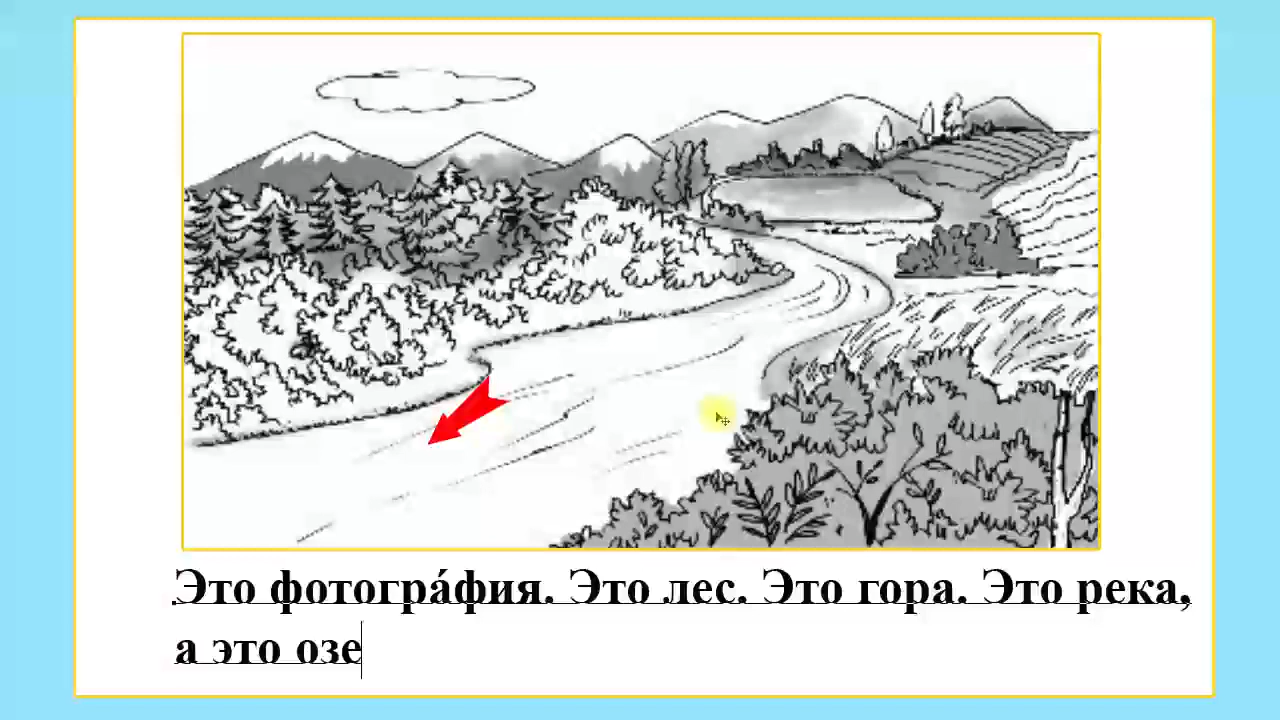 Это фотогра́фия. Это лес. Это гора. Это река,
а это озе